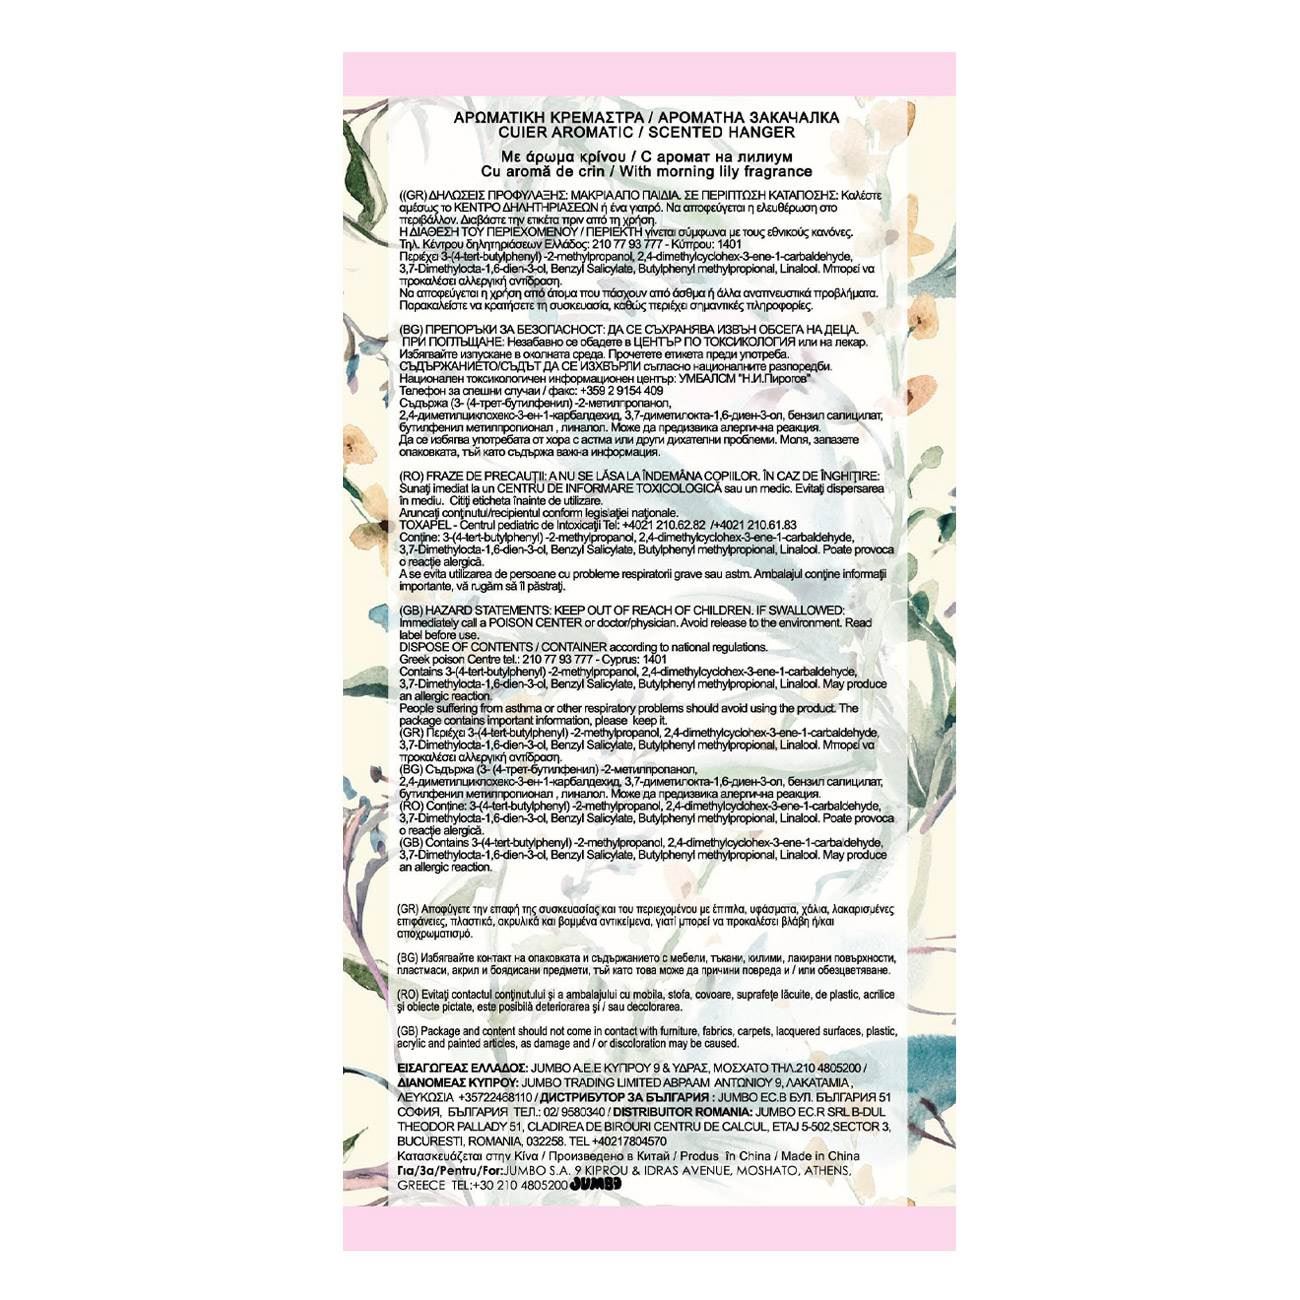 ΑΡΩΜΑΤΙΚΗ ΚΡΕΜΑΣΤΡΑ / АРОМАТНА ЗАКАЧАЛКА
CUIER AROMATIC / SCENTED HANGER
Με άρωμα κρίνου / С аромат на лилиум
Cu aromă de crin / With morning lily fragrance
((GR) ΔΗΛΩΣΕΙΣ ΠΡΟΦΥΛΑΞΗΣ: ΜΑΚΡΙΑ ΑΠΟ ΠΑΙΔΙΑ. ΣΕ ΠΕΡΙΠΤΩΣΗ ΚΑΤΑΠΟΣΗΣ: Καλέστε
αμέσως το ΚΕΝΤΡΟ ΔΗΛΗΤΗΡΙΑΣΕΩΝ ή ένα γιατρό. Να αποφεύγεται η ελευθέρωση στο
περιβάλλον. Διαβάστε την ετικέτα πριν από τη χρήση.
Η ΔΙΑΘΕΣΗ ΤΟΥ ΠΕΡΙΕΧΟΜΕΝΟΥ / ΠΕΡΙΕΚΤΗ γίνεται σύμφωνα με τους εθνικούς κανόνες.
Τηλ. Κέντρου δηλητηριάσεων Ελλάδος: 210 77 93 777 - Κύπρου: 1401
Περιέχει 3-(4-tert-butylphenyl) -2-methylpropanol, 2,4-dimethylcyclohex-3-ene-1-carbaldehyde,
3,7-Dimethylocta-1,6-dien-3-ol, Benzyl Salicylate, Butylphenyl methylpropional, Linalool. Μπορεί να
προκαλέσει αλλεργική αντίδραση.
Να αποφεύγεται η χρήση από άτομα που πάσχουν από άσθμα ή άλλα αναπνευστικά προβλήματα.
Παρακαλείστε να κρατήσετε τη συσκευασία, καθώς περιέχει σημαντικές πληροφορίες.
(BG) ПРЕПОРЪКИ ЗА БЕЗОПАСНОСТ: ДА СЕ СЪХРАНЯВА ИЗВЪН ОБСЕГА НА ДЕЦА.
ПРИ ПОГЛЪЩАНЕ: Незабавно се обадете в ЦЕНТЪР ПО ТОКСИКОЛОГИЯ или на лекар.
Избягвайте изпускане в околната среда. Прочетете етикета преди употреба.
СЪДЪРЖАНИЕТО/СЪДЪТ ДА СЕ ИЗХВЪРЛИ съгласно националните разпоредби.
Национален токсикологичен информационен център: УМБАЛСМ "Н.И.Пирогов"
Телефон за спешни случаи / факс: +359 2 9154 409
Съдържа (3- (4-трет-бутилфенил) -2-метилпропанол,
2,4-диметилциклохекс-3-ен-1-карбалдехид, 3,7-диметилокта-1,6-диен-3-ол, бензил салицилат,
бутилфенил метилпропионал , линалол. Може да предизвика алергична реакция.
Да се избягва употребата от хора с астма или други дихателни проблеми. Моля, запазете
опаковката, тъй като съдържа важна информация.
(RO) FRAZE DE PRECAUȚII: A NU SE LĂSA LA ÎNDEMÂNA COPIILOR. ÎN CAZ DE ÎNGHIȚIRE:
Sunați imediat la un CENTRU DE INFORMARE TOXICOLOGICĂ sau un medic. Evitați dispersarea
în mediu. Citiți eticheta înainte de utilizare.
Aruncați conținutul/recipientul conform legislației naționale.
TOXAPEL - Centrul pediatric de Intoxicații Tel: +4021 210.62.82 /+4021 210.61.83
Conține: 3-(4-tert-butylphenyl) -2-methylpropanol, 2,4-dimethylcyclohex-3-ene-1-carbaldehyde,
3,7-Dimethylocta-1,6-dien-3-ol, Benzyl Salicylate, Butylphenyl methylpropional, Linalool. Poate provoca
o reacție alergică.
A se evita utilizarea de persoane cu probleme respiratorii grave sau astm. Ambalajul conține informații
importante, vă rugăm să îl păstrați.
(GB) HAZARD STATEMENTS: KEEP OUT OF REACH OF CHILDREN. IF SWALLOWED:
Immediately call a POISON CENTER or doctor/physician. Avoid release to the environment. Read
label before use.
DISPOSE OF CONTENTS / CONTAINER according to national regulations.
Greek poison Centre tel.: 210 77 93 777 - Cyprus: 1401
Contains 3-(4-tert-butylphenyl) -2-methylpropanol, 2,4-dimethylcyclohex-3-ene-1-carbaldehyde,
3,7-Dimethylocta-1,6-dien-3-ol, Benzyl Salicylate, Butylphenyl methylpropional, Linalool. May produce
an allergic reaction.
People suffering from asthma or other respiratory problems should avoid using the product. The
package contains important information, please keep it.
(GR) Περιέχει 3-(4-tert-butylphenyl) -2-methylpropanol, 2,4-dimethylcyclohex-3-ene-1-carbaldehyde,
3,7-Dimethylocta-1,6-dien-3-ol, Benzyl Salicylate, Butylphenyl methylpropional, Linalool. Μπορεί να
προκαλέσει αλλεργική αντίδραση.
(BG) Съдържа (3- (4-трет-бутилфенил) -2-метилпропанол,
2,4-диметилциклохекс-3-ен-1-карбалдехид, 3,7-диметилокта-1,6-диен-3-ол, бензил салицилат,
бутилфенил метилпропионал , линалол. Може да предизвика алергична реакция.
(RO) Conține: 3-(4-tert-butylphenyl) -2-methylpropanol, 2,4-dimethylcyclohex-3-ene-1-carbaldehyde,
3,7-Dimethylocta-1,6-dien-3-ol, Benzyl Salicylate, Butylphenyl methylpropional, Linalool. Poate provoca
o reacție alergică.
(GB) Contains 3-(4-tert-butylphenyl) -2-methylpropanol, 2,4-dimethylcyclohex-3-ene-1-carbaldehyde,
3,7-Dimethylocta-1,6-dien-3-ol, Benzyl Salicylate, Butylphenyl methylpropional, Linalool. May produce
an allergic reaction.
(GR) Αποφύγετε την επαφή της συσκευασίας και του περιεχομένου με έπιπλα, υφάσματα, χάλια, λακαρισμένες
επιφάνειες, πλαστικά, ακρυλικά και βαμμένα αντικείμενα, γιατί μπορεί να προκαλέσει βλάβη ή/και
αποχρωματισμό.
(BG) Избягвайте контакт на опаковката и съдържанието с мебели, тъкани, килими, лакирани повърхности,
пластмаси, акрил и боядисани предмети, тъй като това може да причини повреда и / или обезцветяване.
(RO) Evitați contactul conținutului și a ambalajului cu mobila, stofa, covoare, suprafețe lăcuite, de plastic, acrilice
și obiecte pictate, este posibilă deteriorarea și / sau decolorarea.
(GB) Package and content should not come in contact with furniture, fabrics, carpets, lacquered surfaces, plastic,
acrylic and painted articles, as damage and / or discoloration may be caused.
ΕΙΣΑΓΩΓΕΑΣ ΕΛΛΑΔΟΣ: JUMBO A.E.E ΚΥΠΡΟΥ 9 & ΥΔΡΑΣ, ΜΟΣΧΑΤΟ ΤΗΛ.210 4805200 /
ΔΙΑΝΟΜΕΑΣ ΚΥΠΡΟΥ: JUMBO TRADING LIMITED ΑΒΡΑΑΜ ΑΝΤΩΝΙΟΥ 9, ΛΑΚΑΤΑΜΙΑ ,
ΛΕΥΚΩΣΙΑ +35722468110 / ДИСТРИБУТОР ЗА БЪЛГАРИЯ : JUMBO EC.B БУЛ. БЪЛГАРИЯ 51
СОФИЯ, БЪЛГАРИЯ ТЕЛ.: 02/ 9580340 / DISTRIBUITOR ROMANIA: JUMBO EC.R SRL B-DUL
THEODOR PALLADY 51, CLADIREA DE BIROURI CENTRU DE CALCUL, ETAJ 5-502,SECTOR 3,
BUCURESTI, ROMANIA, 032258. TEL +40217804570
Κατασκευάζεται στην Κίνα / Произведено в Китай / Produs în China / Made in China
Για/За/Pentru/For:JUMBO S.A. 9 KIPROU & IDRAS AVENUE, MOSHATO, ATHENS,
GREECE TEL:+30 210 4805200 JUMBO